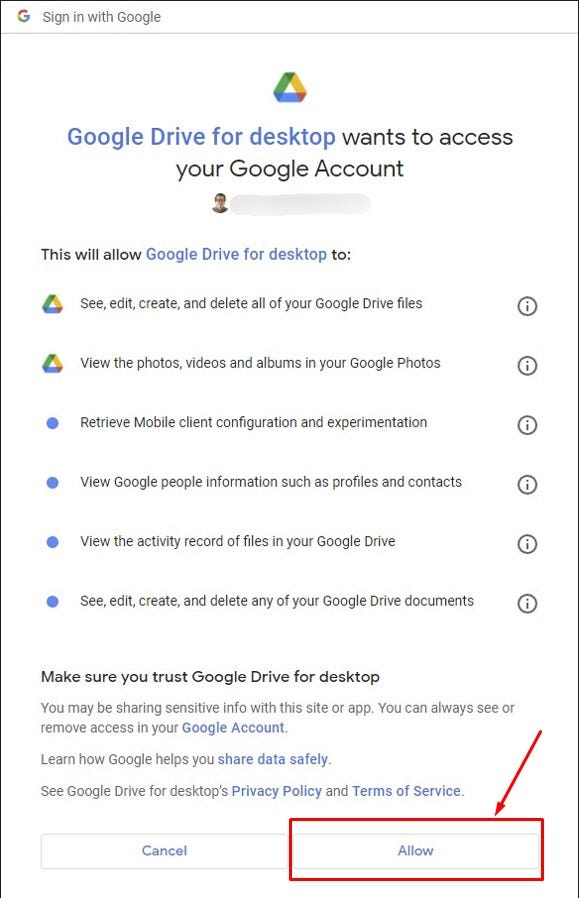 Sign in with Google
Google Drive for desktop wants to access
your Google Account
This will allow Google Drive for desktop to:
See, edit, create, and delete all of your Google Drive files
View the photos, videos and albums in your Google Photos
Retrieve Mobile client configuration and experimentation
View Google people information such as profiles and contacts
View the activity record of files in your Google Drive
See, edit, create, and delete any of your Google Drive documents
Make sure you trust Google Drive for desktop
You may be sharing sensitive info with this site or app. You can always see or
remove access in your Google Account.
Learn how Google helps you share data safely.
See Google Drive for desktop's Privacy Policy and Terms of Service.
Cancel
Allow